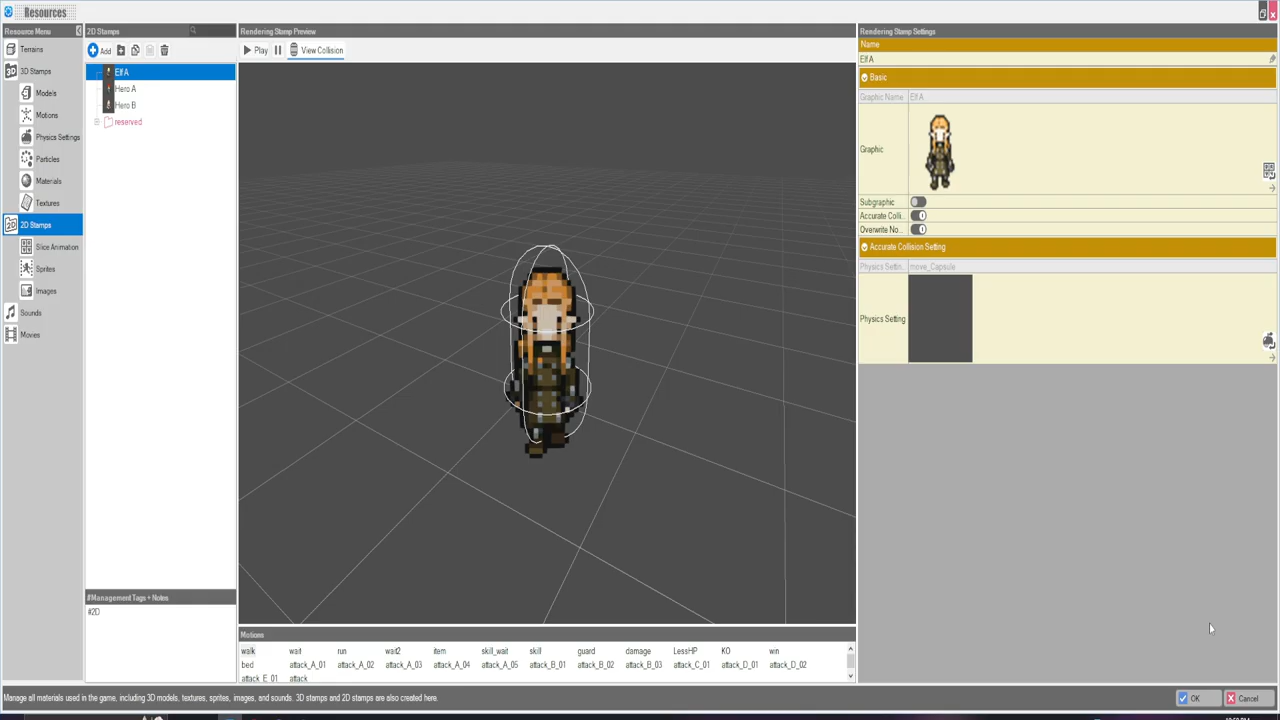 Resources
Resource Menu
Terrains
3D Stamps
Models
Motions
Physics Settings
Particles
Materials
Textures
2D Stamps
Slice Animation
Sprites
Images
Sounds
Movies
2D Stamps
Add
Elf A
Hero A
Hero B
reserved
#Management Tags + Notes
#2D
Rendering Stamp Preview
Play
View Collision
Motions
walk wait run wait2 item skill_wait skill guard damage LessHP KO win
bed attack_A_01 attack_A_02 attack_A_03 attack_A_04 attack_A_05 attack_B_01 attack_B_02 attack_B_03 attack_C_01 attack_D_01 attack_D_02
attack_E_01 attack
Rendering Stamp Settings
Name
Elf A
Basic
Graphic Name Elf A
Graphic
Subgraphic
Accurate Colli..
Overwrite No..
Accurate Collision Setting
Physics Settin.. move_Capsule
Physics Setting
Manage all materials used in the game, including 3D models, textures, sprites, images, and sounds. 3D stamps and 2D stamps are also created here.
OK
Cancel